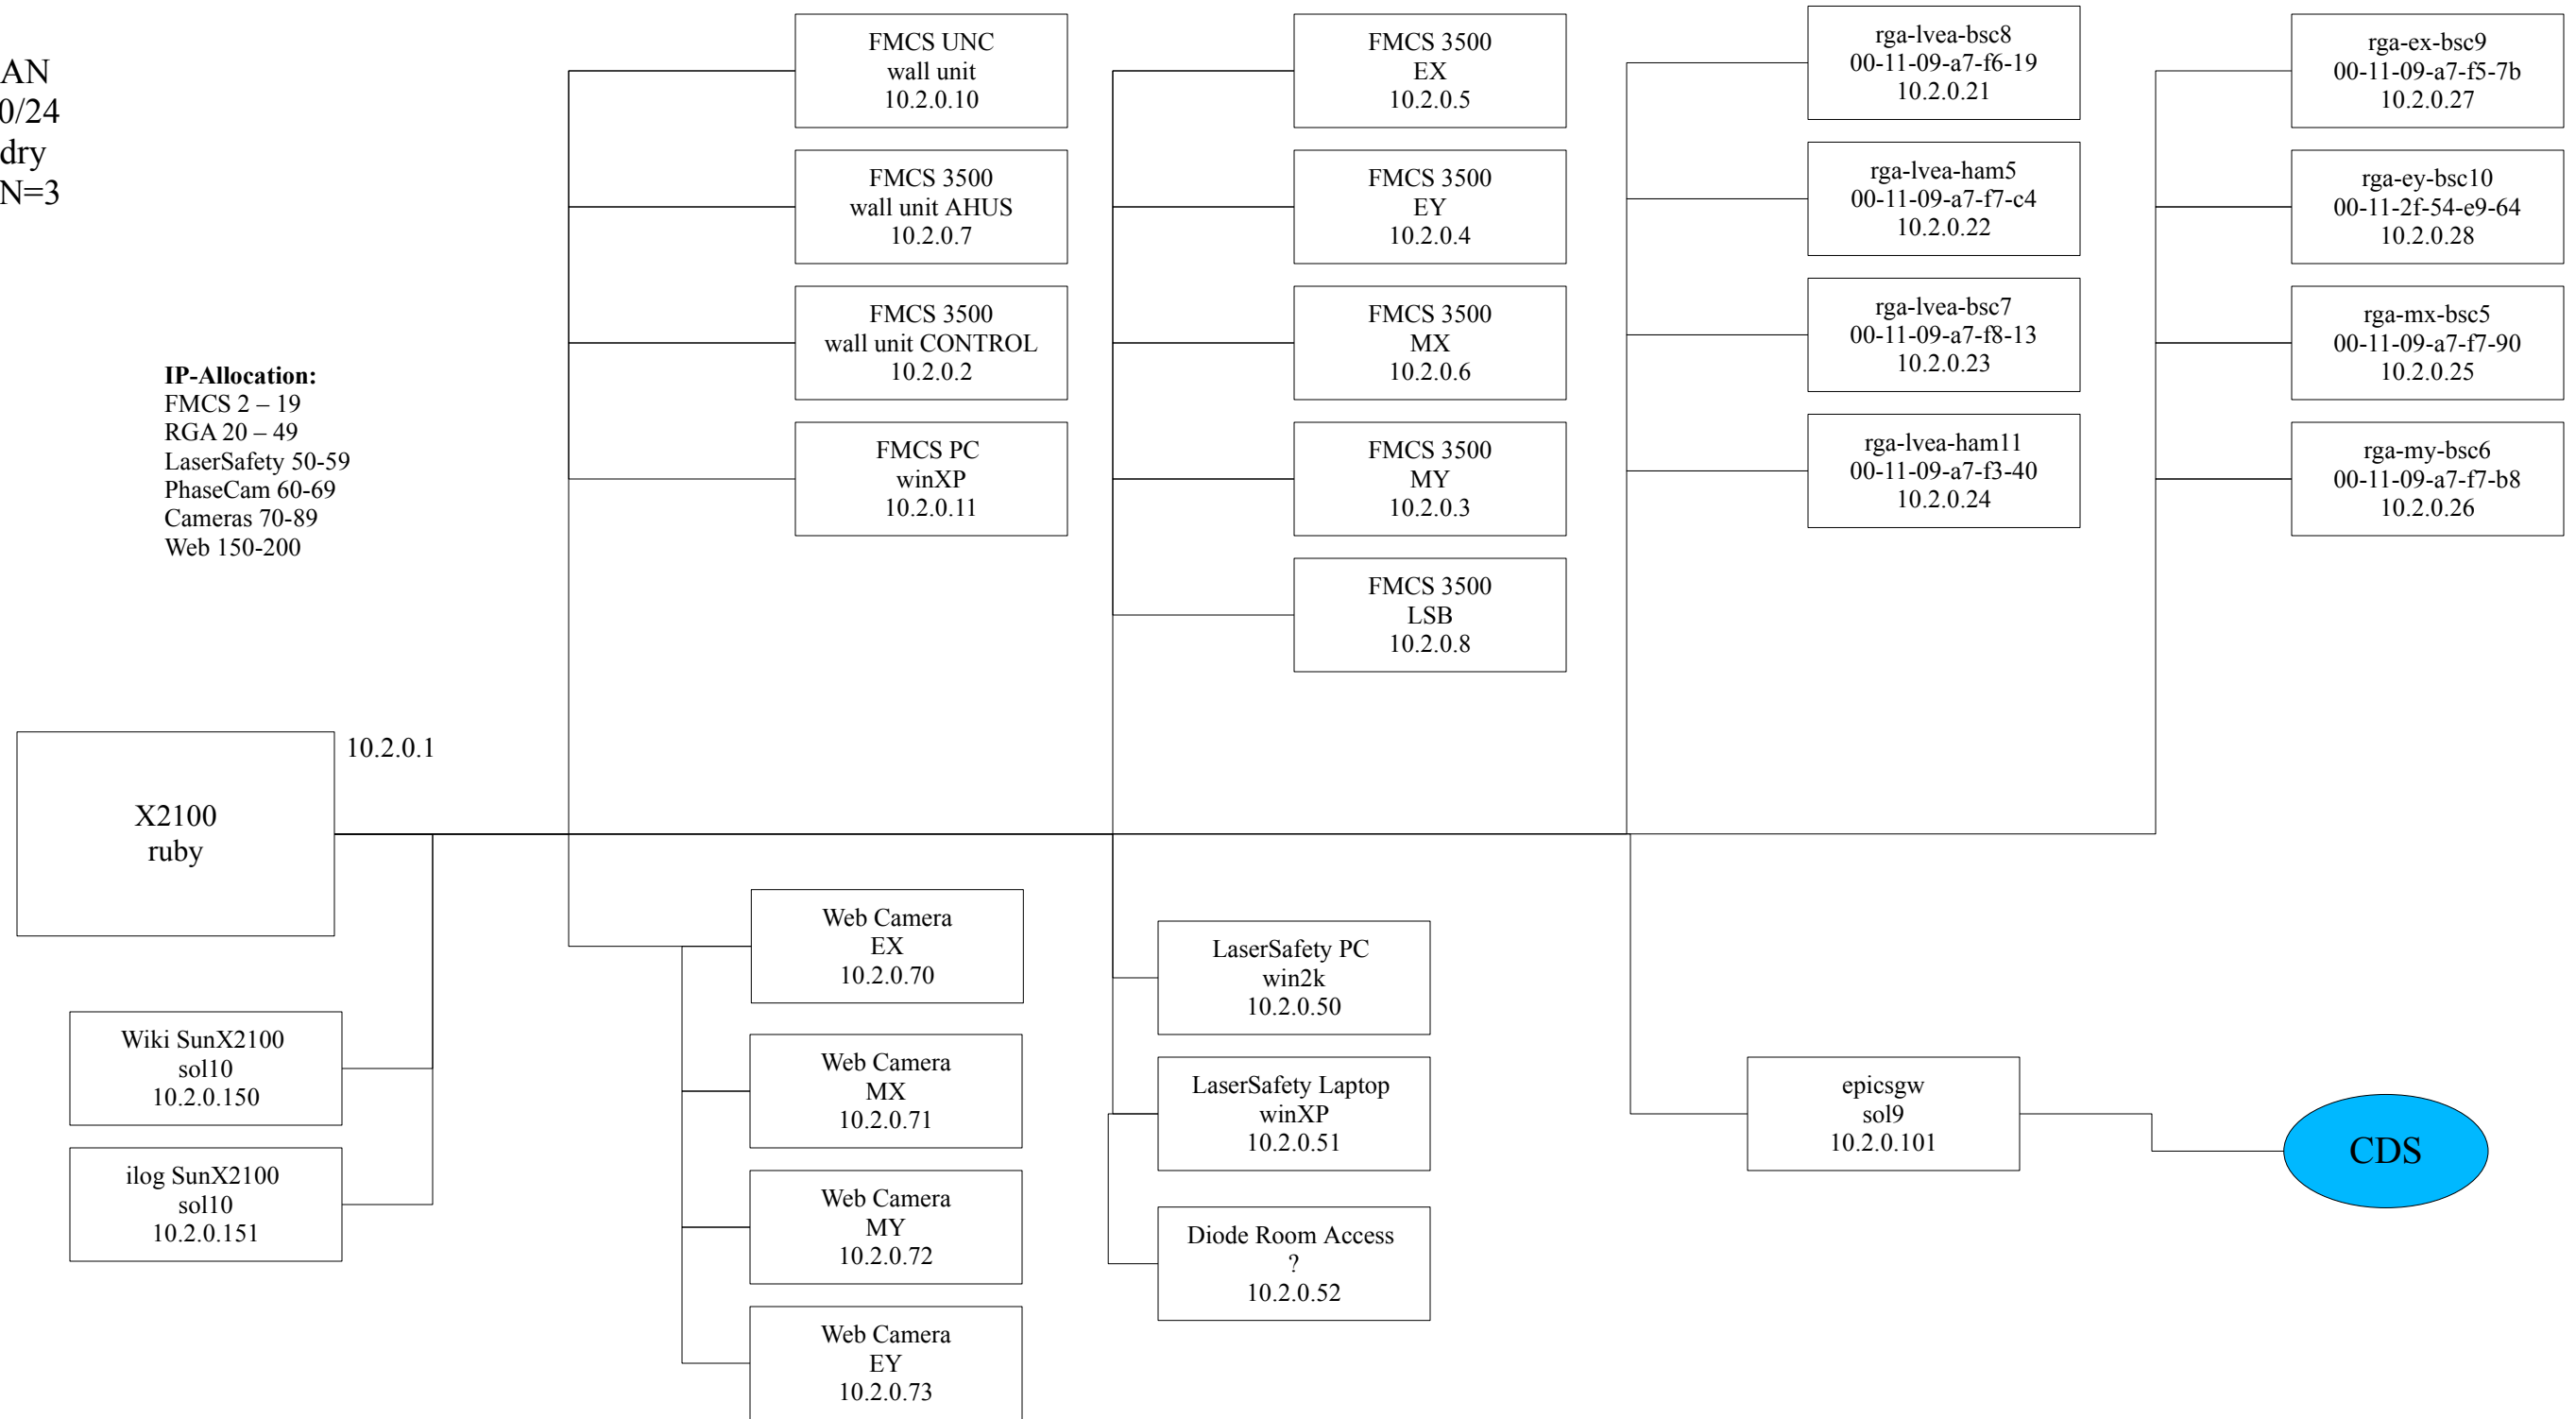 AN
0/24
dry
N=3
IP-Allocation:
FMCS 2 – 19
RGA 20 – 49
LaserSafety 50-59
PhaseCam 60-69
Cameras 70-89
Web 150-200
FMCS UNC
wall unit
10.2.0.10
FMCS 3500
wall unit AHUS
10.2.0.7
FMCS 3500
wall unit CONTROL
10.2.0.2
FMCS PC
winXP
10.2.0.11
FMCS 3500
EX
10.2.0.5
FMCS 3500
EY
10.2.0.4
FMCS 3500
MX
10.2.0.6
FMCS 3500
MY
10.2.0.3
FMCS 3500
LSB
10.2.0.8
rga-lvea-bsc8
00-11-09-a7-f6-19
10.2.0.21
rga-lvea-ham5
00-11-09-a7-f7-c4
10.2.0.22
rga-lvea-bsc7
00-11-09-a7-f8-13
10.2.0.23
rga-lvea-ham11
00-11-09-a7-f3-40
10.2.0.24
rga-ex-bsc9
00-11-09-a7-f5-7b
10.2.0.27
rga-ey-bsc10
00-11-2f-54-e9-64
10.2.0.28
rga-mx-bsc5
00-11-09-a7-f7-90
10.2.0.25
rga-my-bsc6
00-11-09-a7-f7-b8
10.2.0.26
10.2.0.1
X2100
ruby
Wiki SunX2100
sol10
10.2.0.150
ilog SunX2100
sol10
10.2.0.151
Web Camera
EX
10.2.0.70
Web Camera
MX
10.2.0.71
Web Camera
MY
10.2.0.72
Web Camera
EY
10.2.0.73
LaserSafety PC
win2k
10.2.0.50
LaserSafety Laptop
winXP
10.2.0.51
Diode Room Access
?
10.2.0.52
epicsgw
sol9
10.2.0.101
CDS